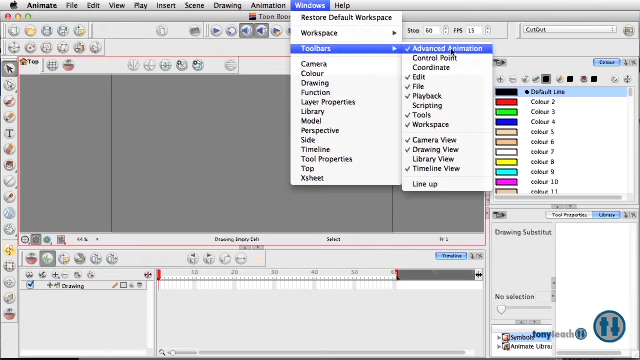 Animate File Edit View Play Insert Scene Drawing Animation Windows Help
Toon Boom
Stop 60 FPS 15 CutOut
Restore Default Workspace
Workspace
Toolbars
Camera
Colour
Drawing
Function
Layer Properties
Library
Model
Perspective
Side
Timeline
Tool Properties
Top
Xsheet
Advanced Animation
Control Point
Coordinate
Edit
File
Playback
Scripting
Tools
Workspace
Camera View
Drawing View
Library View
Timeline View
Line up
Top
Colour
Default Line
Colour 2
Colour 3
Colour 4
Colour 5
Colour 6
Colour 7
Colour 8
Colour 9
colour 10
colour 11
44 % Drawing Empty Cell Select Fr 1
Tool Properties Library
Drawing Substitut
No selection
Symbols
Animate Library
Timeline
10 20 30 40 50
Drawing
tonyteach